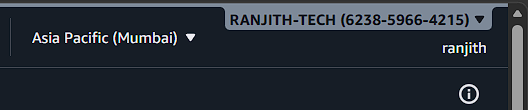 RANJITH-TECH (6238-5966-4215)
Asia Pacific (Mumbai)
ranjith